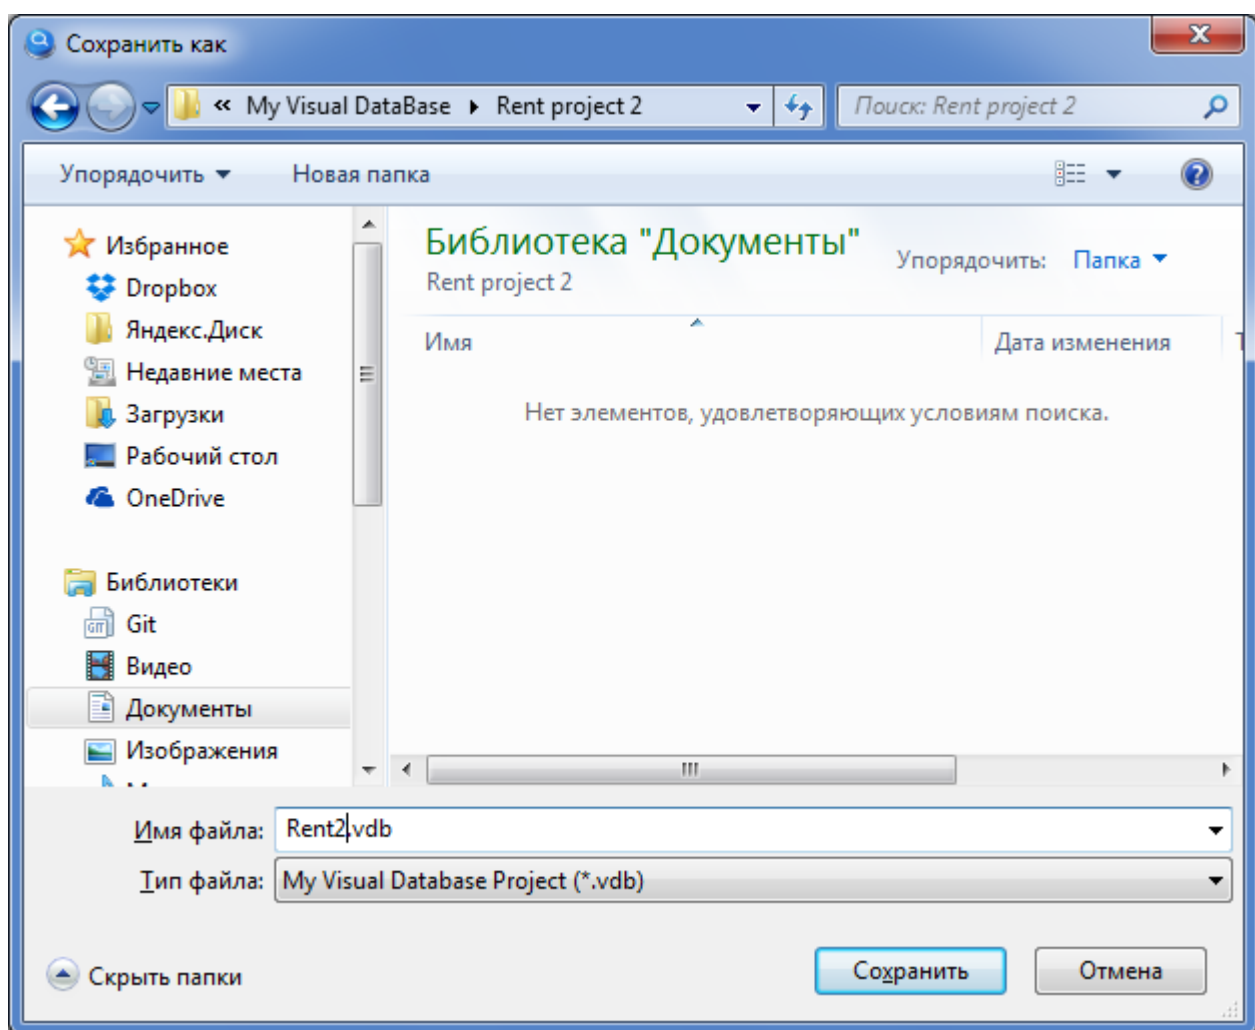 Сохранить как
« My Visual DataBase Rent project 2
Поиск: Rent project 2
Упорядочить Новая папка
Избранное
Dropbox
Яндекс.Диск
Недавние места
Загрузки
Рабочий стол
OneDrive
Библиотеки
Git
Видео
Документы
Изображения
Библиотека "Документы"
Rent project 2
Упорядочить: Папка
Имя Дата изменения
Нет элементов, удовлетворяющих условиям поиска.
Имя файла: Rent2.vdb
Тип файла: My Visual Database Project (*.vdb)
Скрыть папки Сохранить Отмена